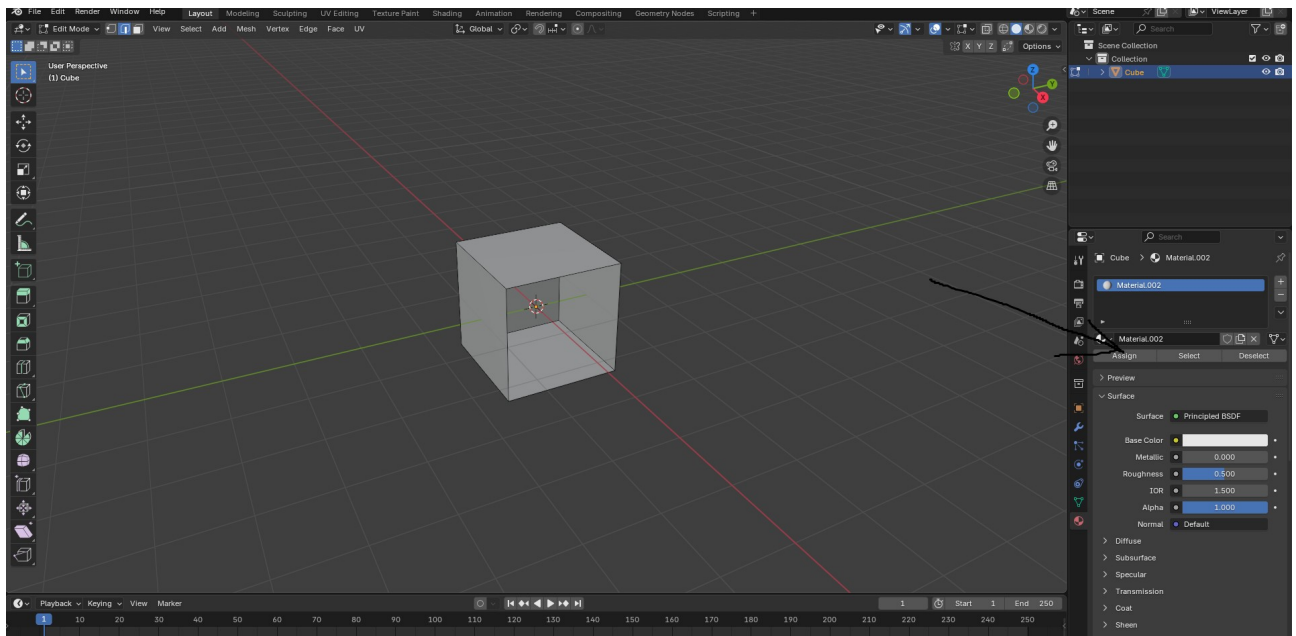 File Edit Render Window Help Layout Modeling Sculpting UV Editing Texture Paint Shading Animation Rendering Compositing Geometry Nodes Scripting + Scene ViewLayer
Edit Mode View Select Add Mesh Vertex Edge Face UV Global Search
X Y Z Options
Scene Collection
Collection
Cube
User Perspective
(1) Cube
Z
Y
X
Search
Cube > Material.002
Material.002
Material.002
Assign Select Deselect
Preview
Surface
Surface Principled BSDF
Base Color
Metallic 0.000
Roughness 0.500
IOR 1.500
Alpha 1.000
Normal Default
Diffuse
Subsurface
Specular
Transmission
Coat
Sheen
Playback Keying View Marker 1 Start 1 End 250
1 10 20 30 40 50 60 70 80 90 100 110 120 130 140 150 160 170 180 190 200 210 220 230 240 250